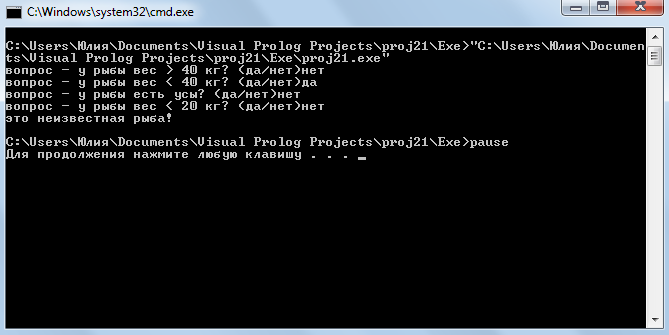 C:\Windows\system32\cmd.exe
C:\Users\Юлия\Documents\Visual Prolog Projects\proj21\Exe>"C:\Users\Юлия\Documen
ts\Visual Prolog Projects\proj21\Exe\proj21.exe"
вопрос - у рыбы вес > 40 кг? (да/нет)нет
вопрос - у рыбы вес < 40 кг? (да/нет)да
вопрос - у рыбы есть усы? (да/нет)нет
вопрос - у рыбы вес < 20 кг? (да/нет)нет
это неизвестная рыба!
C:\Users\Юлия\Documents\Visual Prolog Projects\proj21\Exe>pause
Для продолжения нажмите любую клавишу . . . _